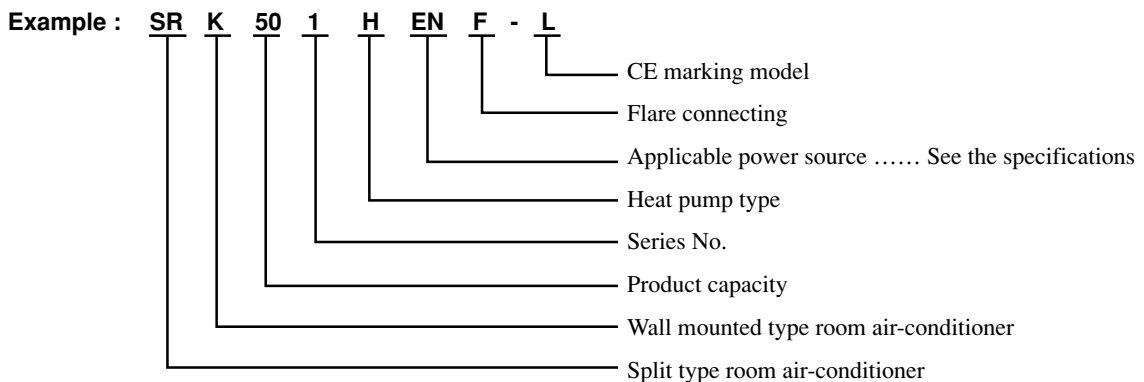 Example : SR K 50 1 H EN F - L
CE marking model
Flare connecting
Applicable power source …… See the specifications
Heat pump type
Series No.
Product capacity
Wall mounted type room air-conditioner
Split type room air-conditioner